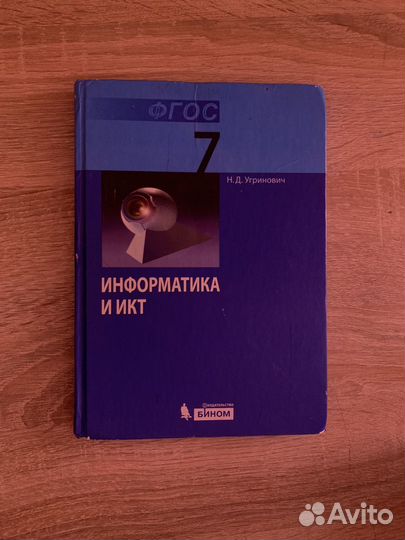 ФГОС
7
Н. Д. Угринович
ИНФОРМАТИКА
И ИКТ
Издательство
БИНОМ
Avito